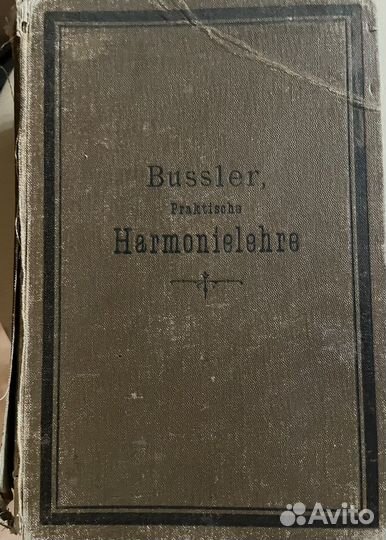 Bussler,
Praktische
Harmonielehre
Avito